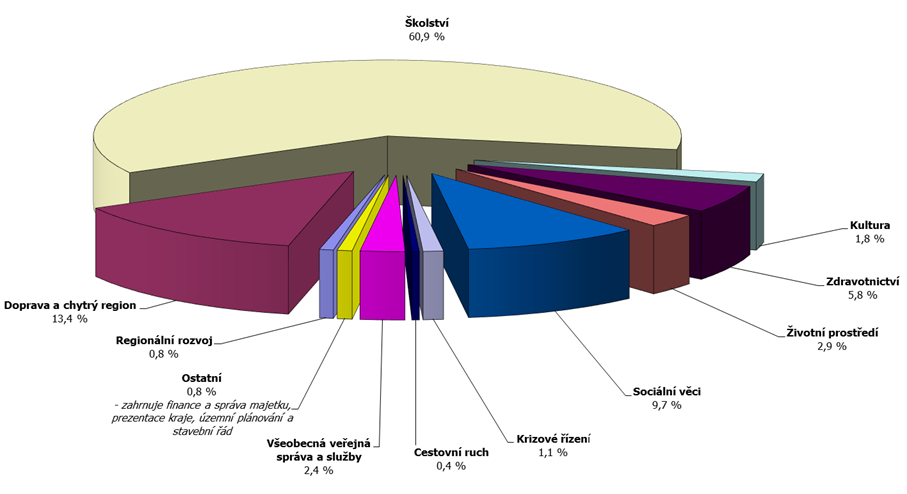 Školství
60,9 %
Kultura
1,8 %
Zdravotnictví
5,8 %
Životní prostředí
2,9 %
Sociální věci
9,7 %
Krizové řízení
1,1 %
Cestovní ruch
0,4 %
Všeobecná veřejná
správa a služby
2,4 %
Ostatní
0,8 %
- zahrnuje finance a správa majetku,
prezentace kraje, územní plánování a
stavební řád
Regionální rozvoj
0,8 %
Doprava a chytrý region
13,4 %